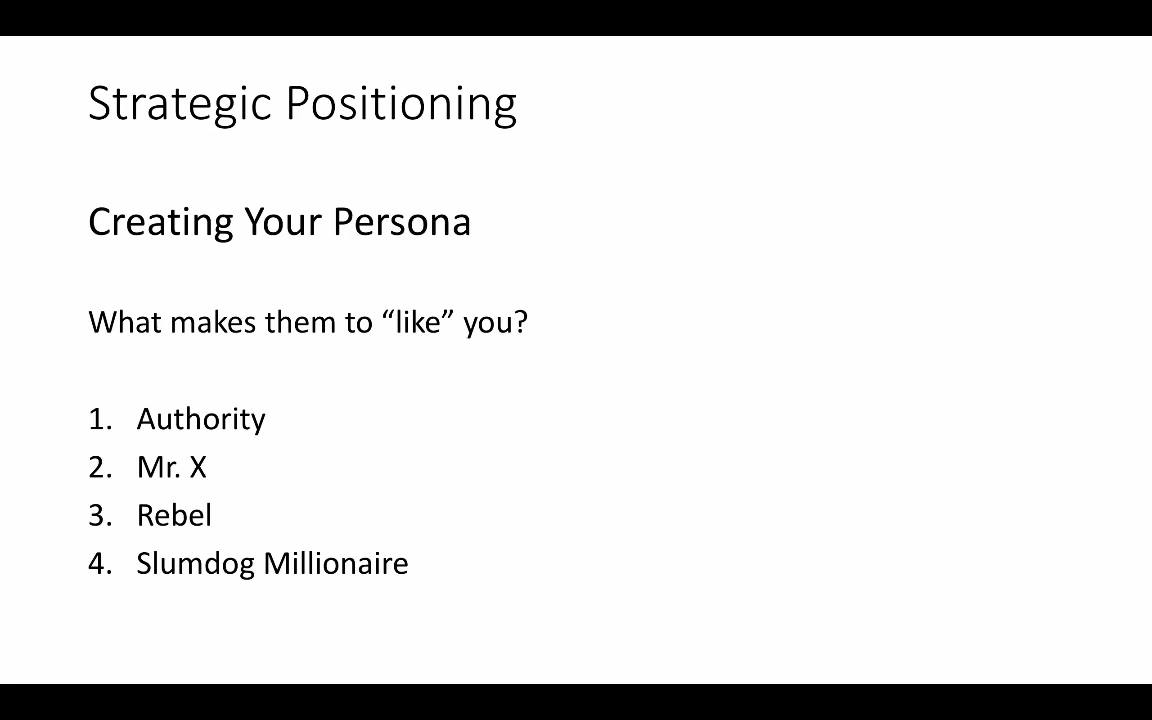 Strategic Positioning
Creating Your Persona
What makes them to “like” you?
1. Authority
2. Mr. X
3. Rebel
4. Slumdog Millionaire